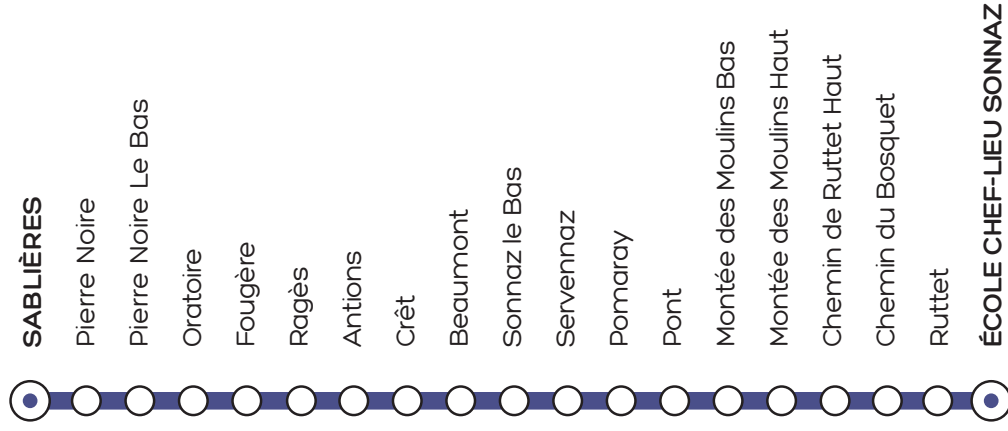 SABLIÈRES
Pierre Noire
Pierre Noire Le Bas
Oratoire
Fougère
Ragès
Antions
Crêt
Beaumont
Sonnaz le Bas
Servennaz
Pomaray
Pont
Montée des Moulins Bas
Montée des Moulins Haut
Chemin de Ruttet Haut
Chemin du Bosquet
Ruttet
ÉCOLE CHEF-LIEU SONNAZ